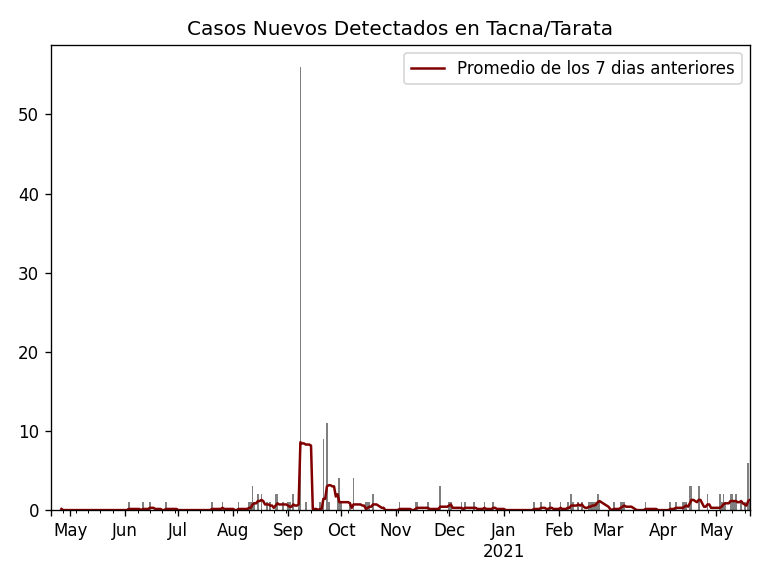 Casos Nuevos Detectados en Tacna/Tarata
Promedio de los 7 dias anteriores
50
40
30
20
10
0
May Jun Jul Aug Sep Oct Nov Dec Jan Feb Mar Apr May
2021